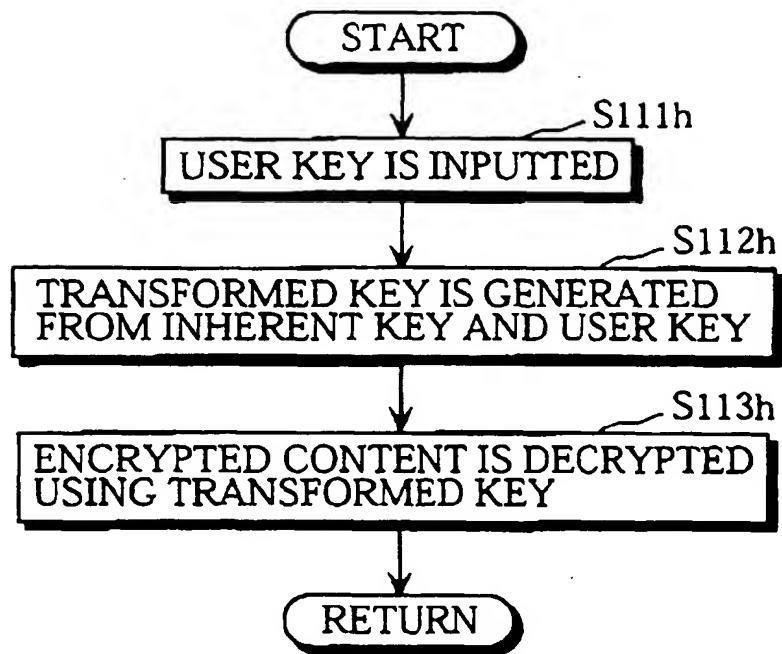 START
S111h
USER KEY IS INPUTTED
S112h
TRANSFORMED KEY IS GENERATED
FROM INHERENT KEY AND USER KEY
S113h
ENCRYPTED CONTENT IS DECRYPTED
USING TRANSFORMED KEY
RETURN